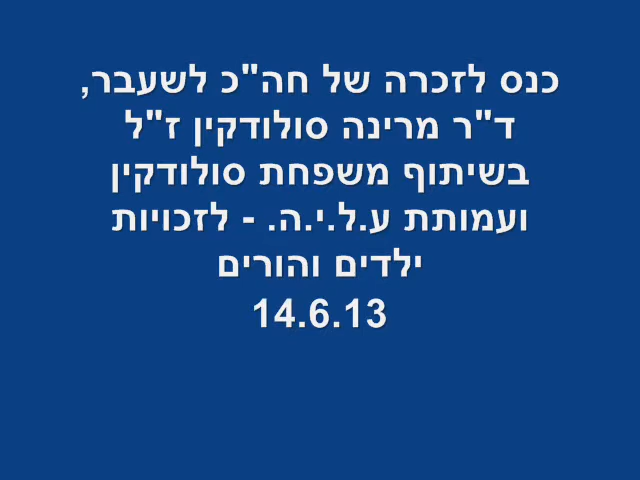 כנס לזכרה של חה"כ לשעבר,
ד"ר מרינה סולודקין ז"ל
בשיתוף משפחת סולודקין
ועמותת ע.ל.י.ה. - לזכויות
ילדים והורים
14.6.13